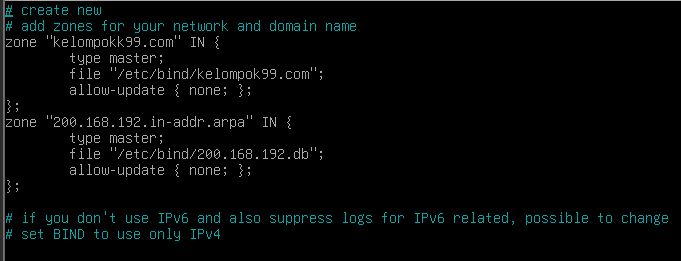 # create new
# add zones for your network and domain name
zone "kelompokk99.com" IN {
        type master;
        file "/etc/bind/kelompok99.com";
        allow-update { none; };
};
zone "200.168.192.in-addr.arpa" IN {
        type master;
        file "/etc/bind/200.168.192.db";
        allow-update { none; };
};

# if you don't use IPv6 and also suppress logs for IPv6 related, possible to change
# set BIND to use only IPv4